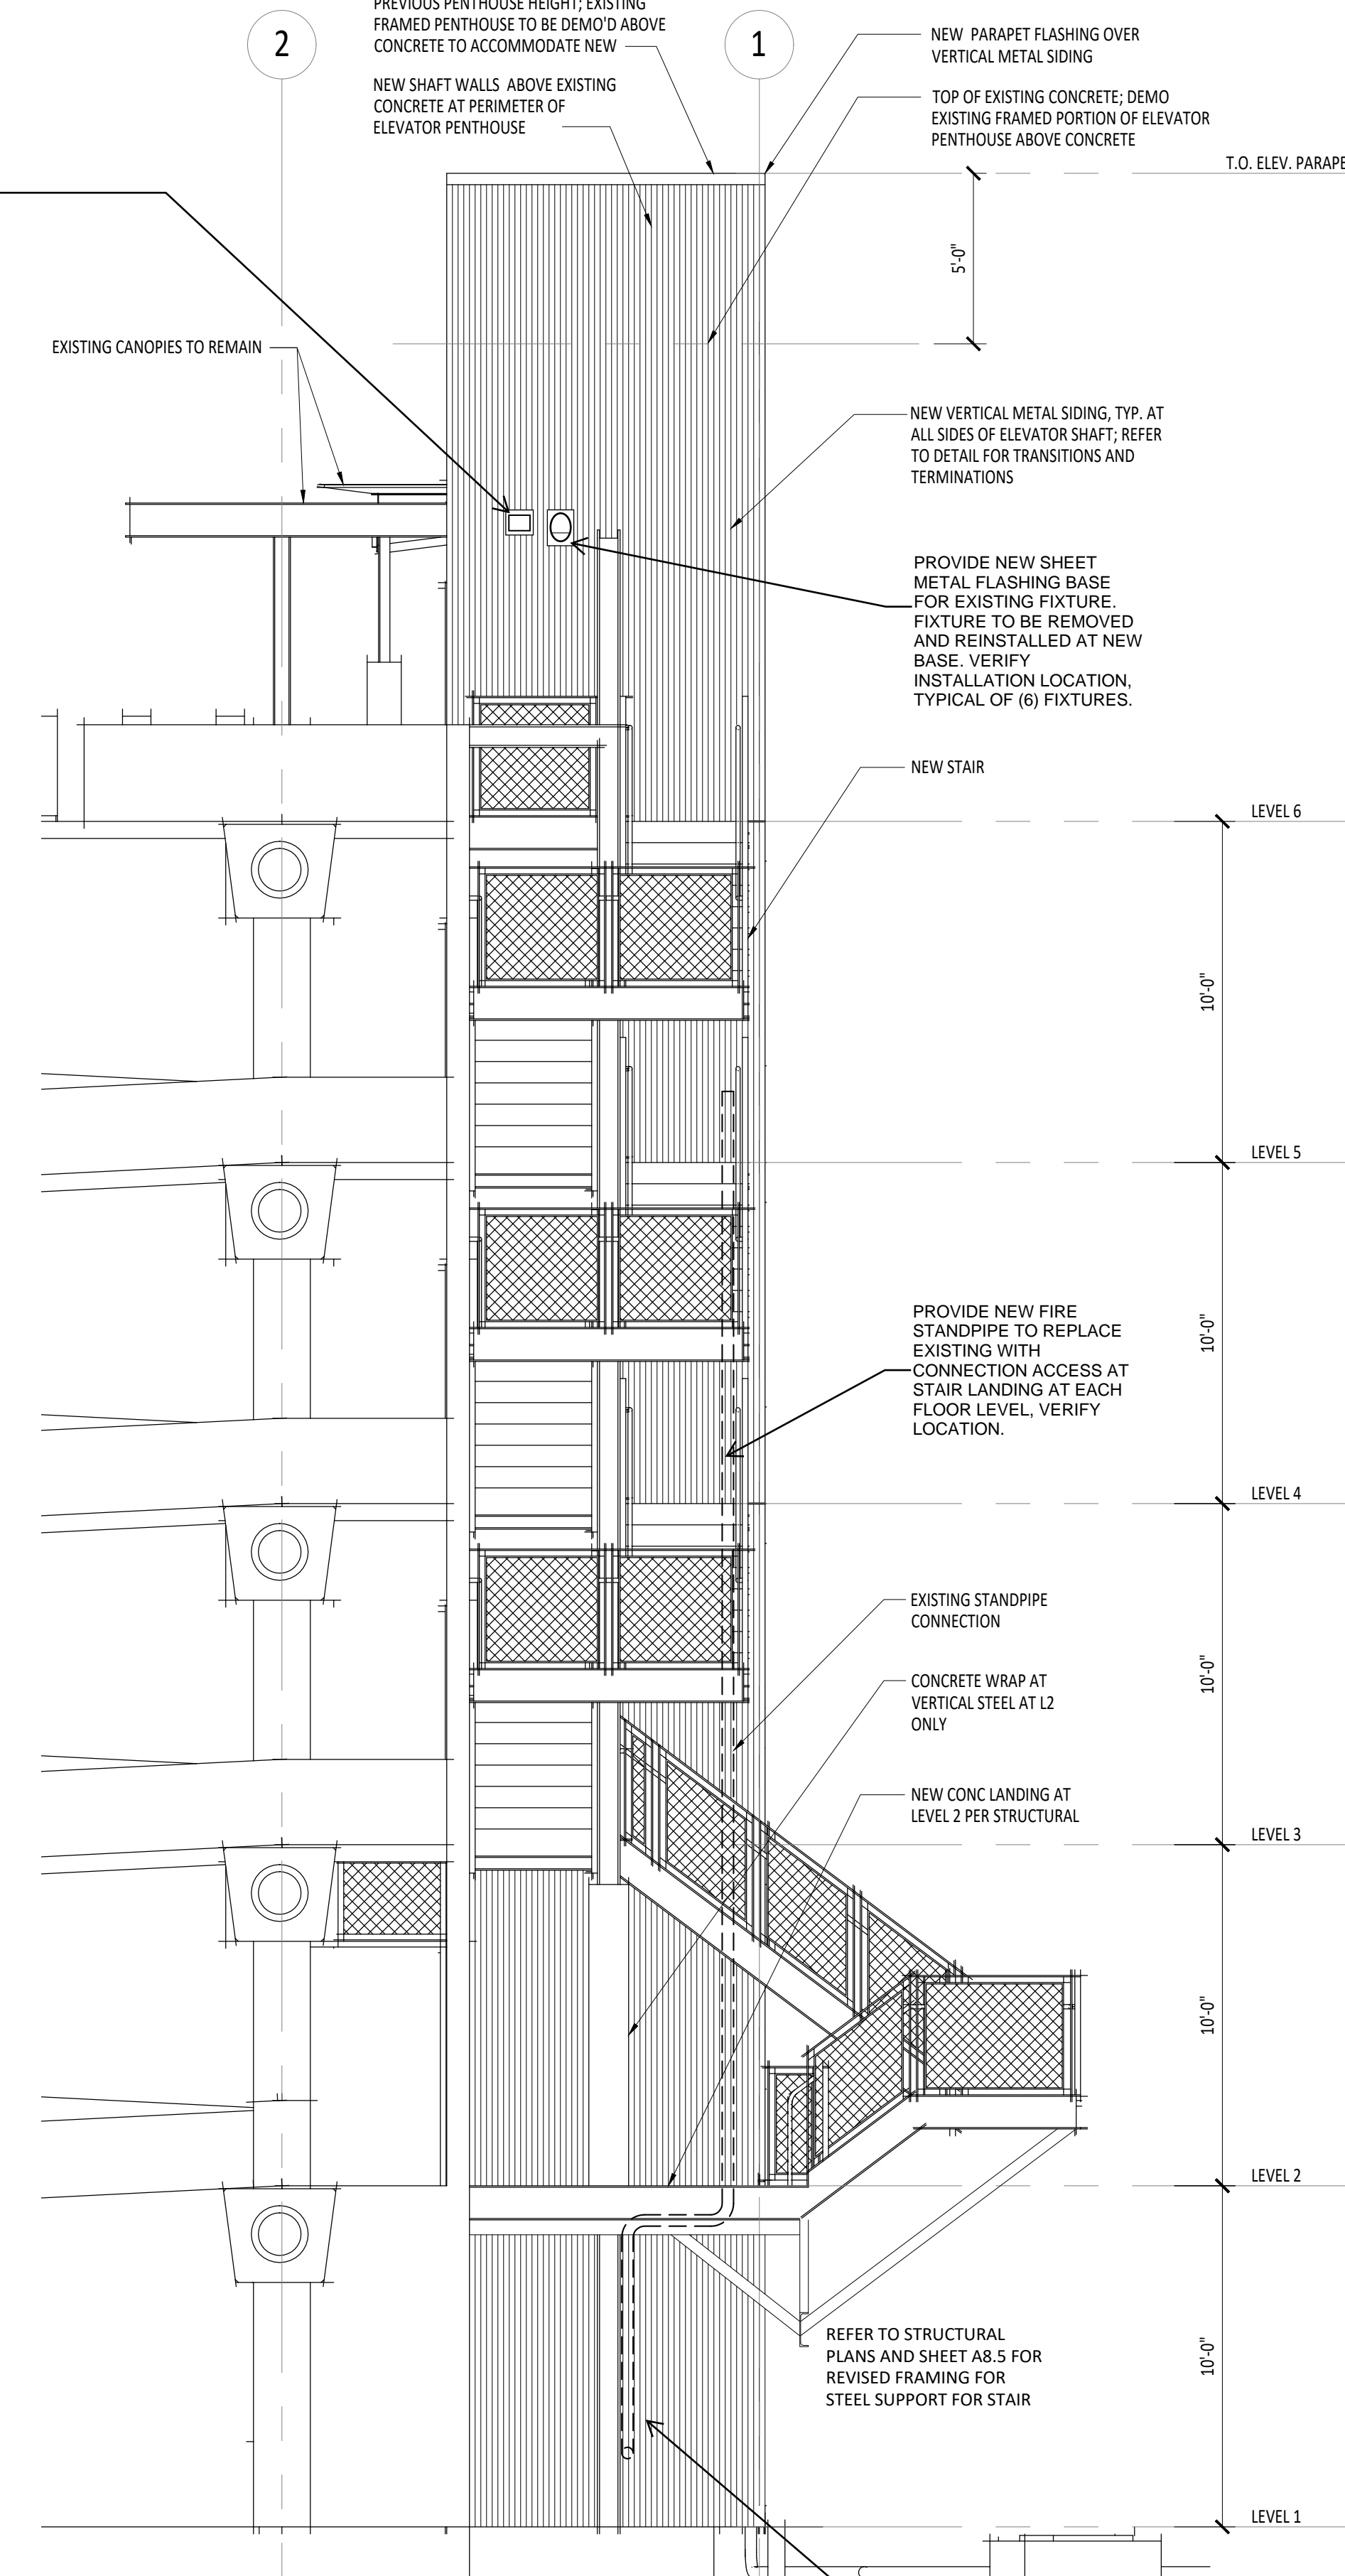 PREVIOUS PENTHOUSE HEIGHT; EXISTING
FRAMED PENTHOUSE TO BE DEMO'D ABOVE
CONCRETE TO ACCOMMODATE NEW
2
1
NEW PARAPET FLASHING OVER
VERTICAL METAL SIDING
NEW SHAFT WALLS ABOVE EXISTING
CONCRETE AT PERIMETER OF
ELEVATOR PENTHOUSE
TOP OF EXISTING CONCRETE; DEMO
EXISTING FRAMED PORTION OF ELEVATOR
PENTHOUSE ABOVE CONCRETE
T.O. ELEV. PARAPE
5'-0"
EXISTING CANOPIES TO REMAIN
NEW VERTICAL METAL SIDING, TYP. AT
ALL SIDES OF ELEVATOR SHAFT; REFER
TO DETAIL FOR TRANSITIONS AND
TERMINATIONS
PROVIDE NEW SHEET
METAL FLASHING BASE
FOR EXISTING FIXTURE.
FIXTURE TO BE REMOVED
AND REINSTALLED AT NEW
BASE. VERIFY
INSTALLATION LOCATION,
TYPICAL OF (6) FIXTURES.
NEW STAIR
LEVEL 6
10'-0"
LEVEL 5
10'-0"
PROVIDE NEW FIRE
STANDPIPE TO REPLACE
EXISTING WITH
CONNECTION ACCESS AT
STAIR LANDING AT EACH
FLOOR LEVEL, VERIFY
LOCATION.
LEVEL 4
EXISTING STANDPIPE
CONNECTION
10'-0"
CONCRETE WRAP AT
VERTICAL STEEL AT L2
ONLY
NEW CONC LANDING AT
LEVEL 2 PER STRUCTURAL
LEVEL 3
10'-0"
LEVEL 2
REFER TO STRUCTURAL
PLANS AND SHEET A8.5 FOR
REVISED FRAMING FOR
STEEL SUPPORT FOR STAIR
10'-0"
LEVEL 1